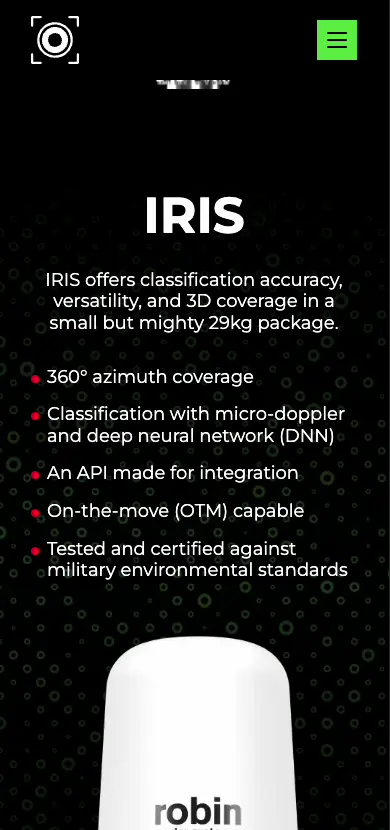 IRIS
IRIS offers classification accuracy,
versatility, and 3D coverage in a
small but mighty 29kg package.
360° azimuth coverage
Classification with micro-doppler
and deep neural network (DNN)
An API made for integration
On-the-move (OTM) capable
Tested and certified against
military environmental standards
robin